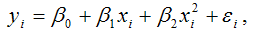 yᵢ = β₀ + β₁xᵢ + β₂xᵢ² + εᵢ ,